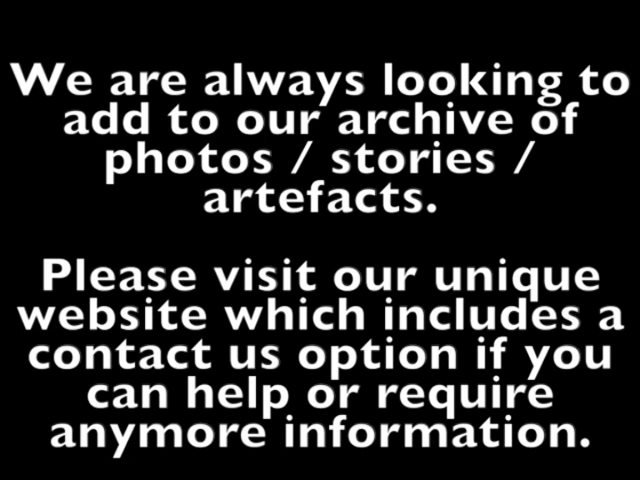 We are always looking to
add to our archive of
photos / stories /
artefacts.
Please visit our unique
website which includes a
contact us option if you
can help or require
anymore information.